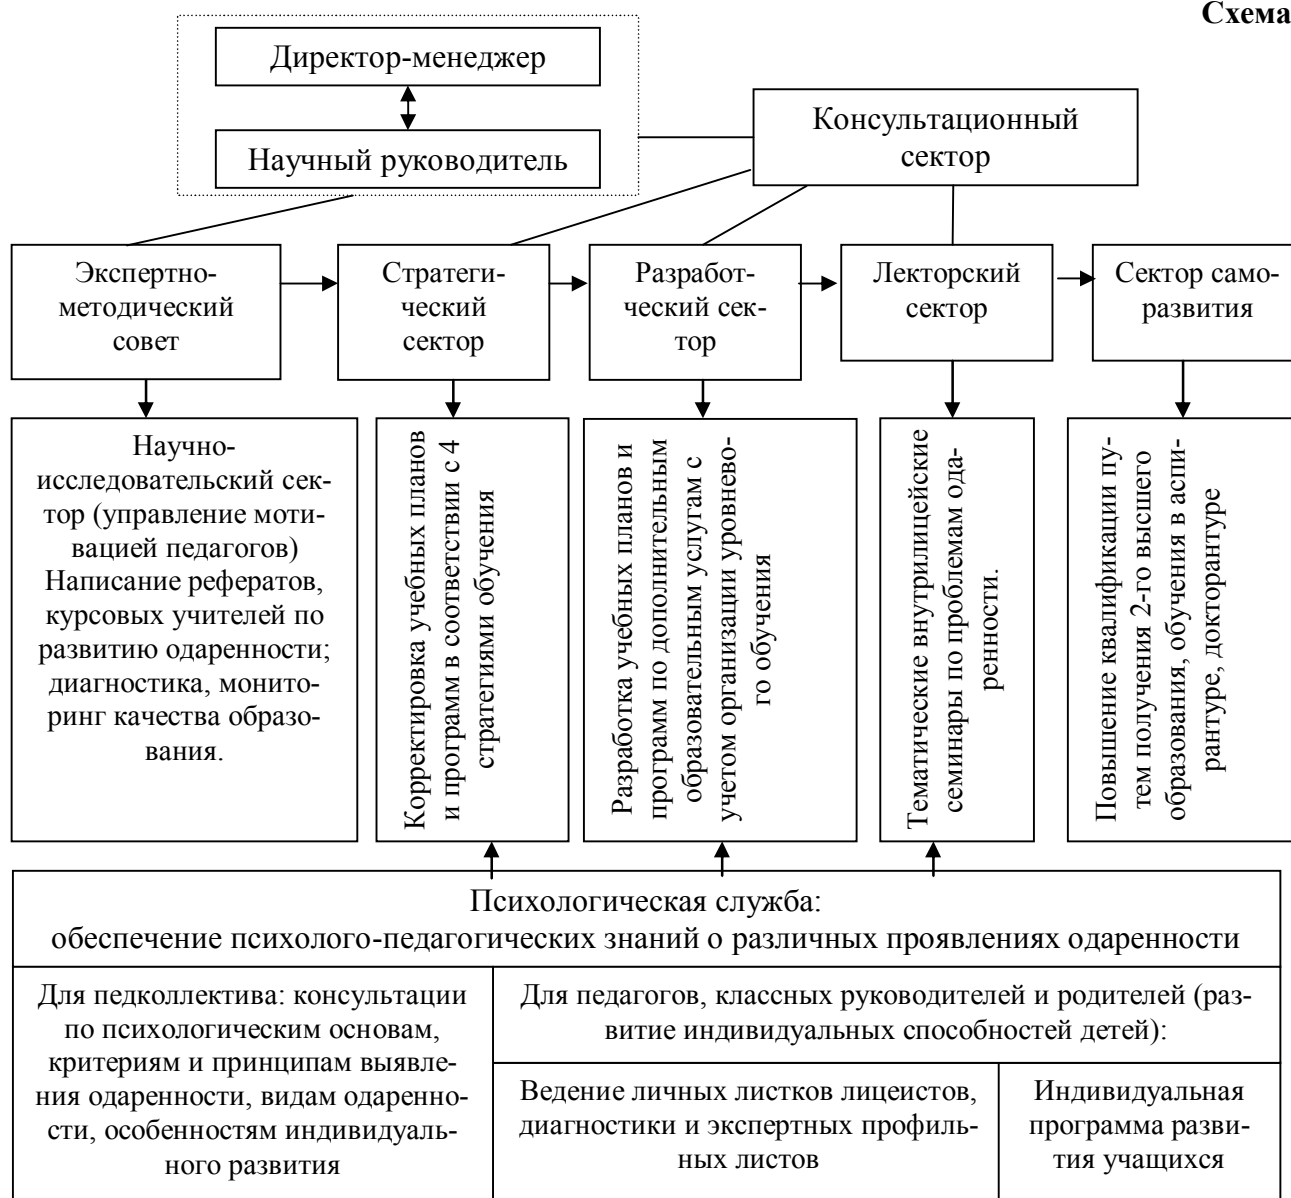 Схема
Директор-менеджер
Научный руководитель
Консультационный
сектор
Экспертно-
методический
совет
Стратеги-
ческий
сектор
Разработ-
ческий сек-
тор
Лекторский
сектор
Сектор само-
развития
Научно-
исследовательский сек-
тор (управление моти-
вацией педагогов)
Написание рефератов,
курсовых учителей по
развитию одаренности;
диагностика, монито-
ринг качества образо-
вания.
Корректировка учебных планов
и программ в соответствии с 4
стратегиями обучения
Разработка учебных планов и
программ по дополнительным
образовательным услугам с
учетом организации уровнево-
го обучения
Тематические внутрилицейские
семинары по проблемам ода-
ренности.
Повышение квалификации пу-
тем получения 2-го высшего
образования, обучения в аспи-
рантуре, докторантуре
Психологическая служба:
обеспечение психолого-педагогических знаний о различных проявлениях одаренности
Для педколлектива: консультации
по психологическим основам,
критериям и принципам выявле-
ния одаренности, видам одаренно-
сти, особенностям индивидуаль-
ного развития
Для педагогов, классных руководителей и родителей (раз-
витие индивидуальных способностей детей):
Ведение личных листков лицеистов,
диагностики и экспертных профиль-
ных листов
Индивидуальная
программа разви-
тия учащихся